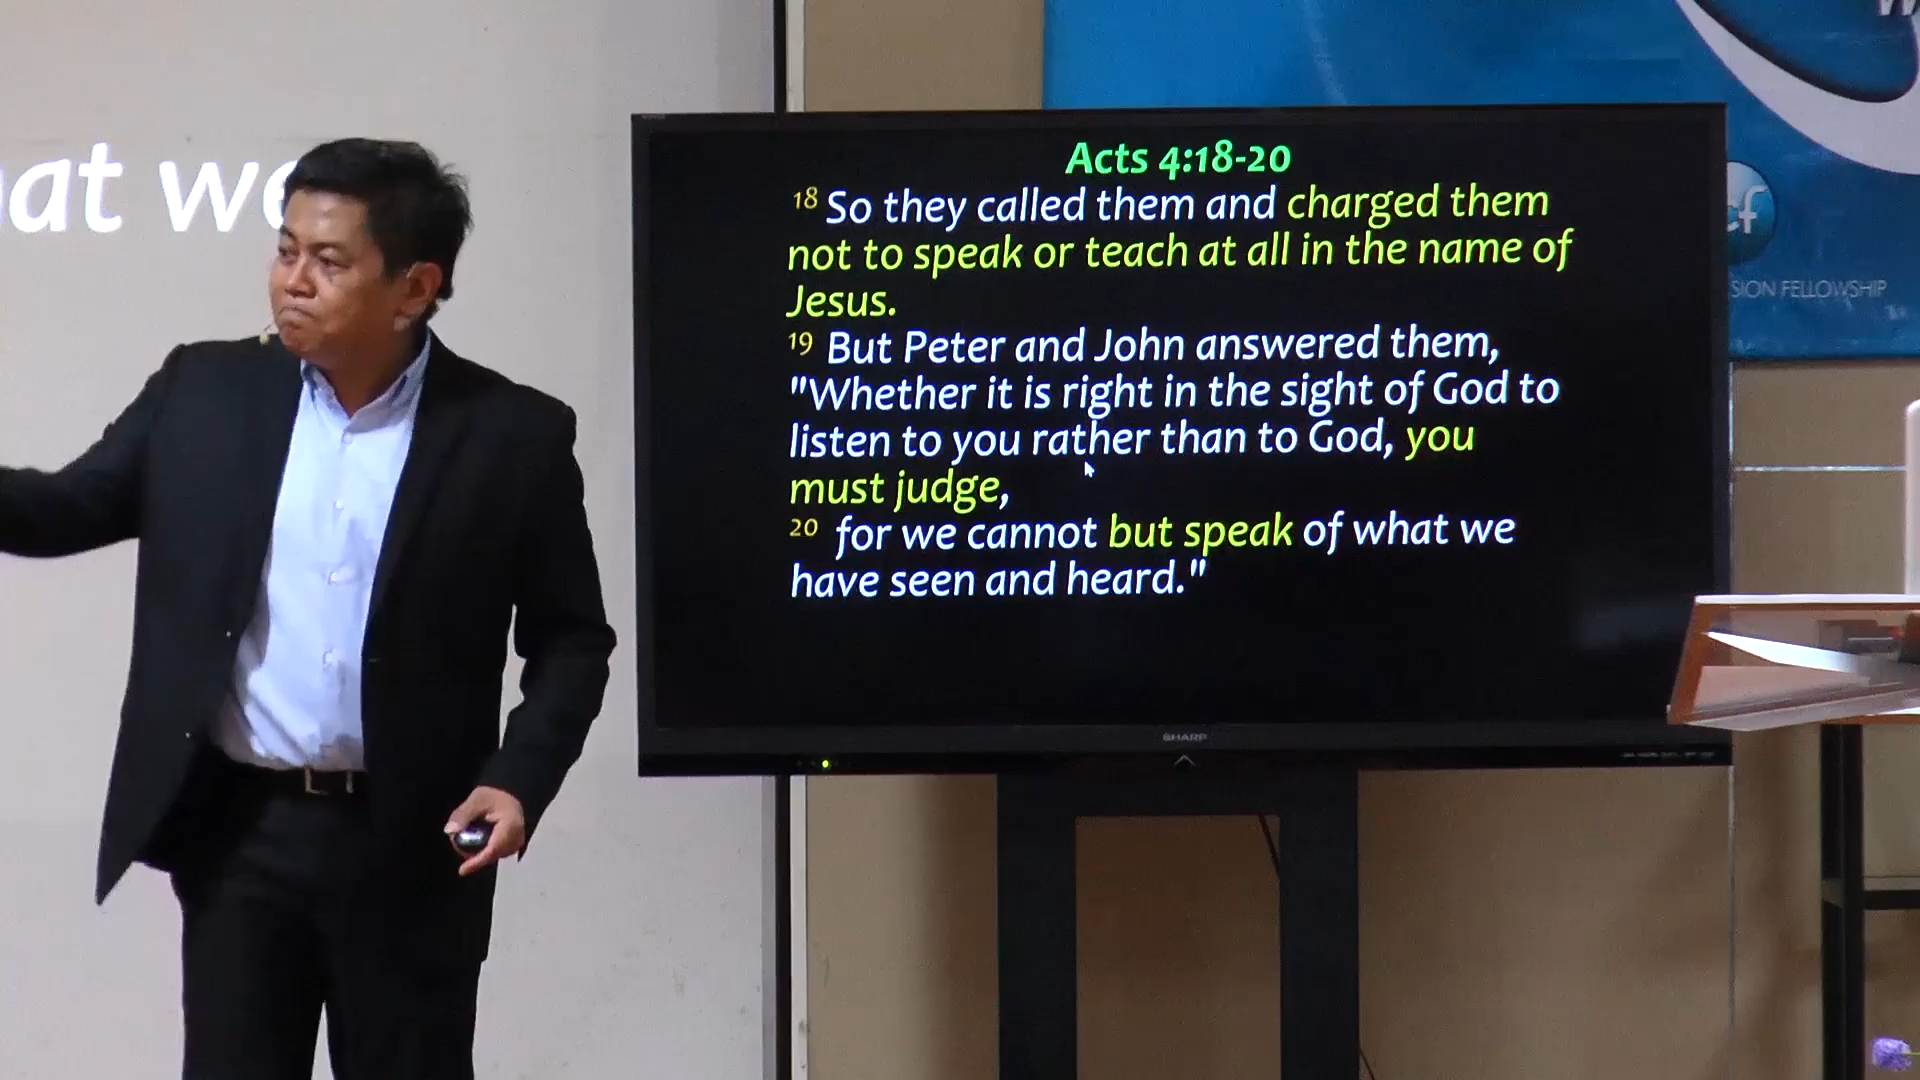 at we
Acts 4:18-20
18 So they called them and charged them
not to speak or teach at all in the name of
Jesus.
19 But Peter and John answered them,
"Whether it is right in the sight of God to
listen to you rather than to God, you
must judge,
20 for we cannot but speak of what we
have seen and heard."
SHARP
cf
SION FELLOWSHIP